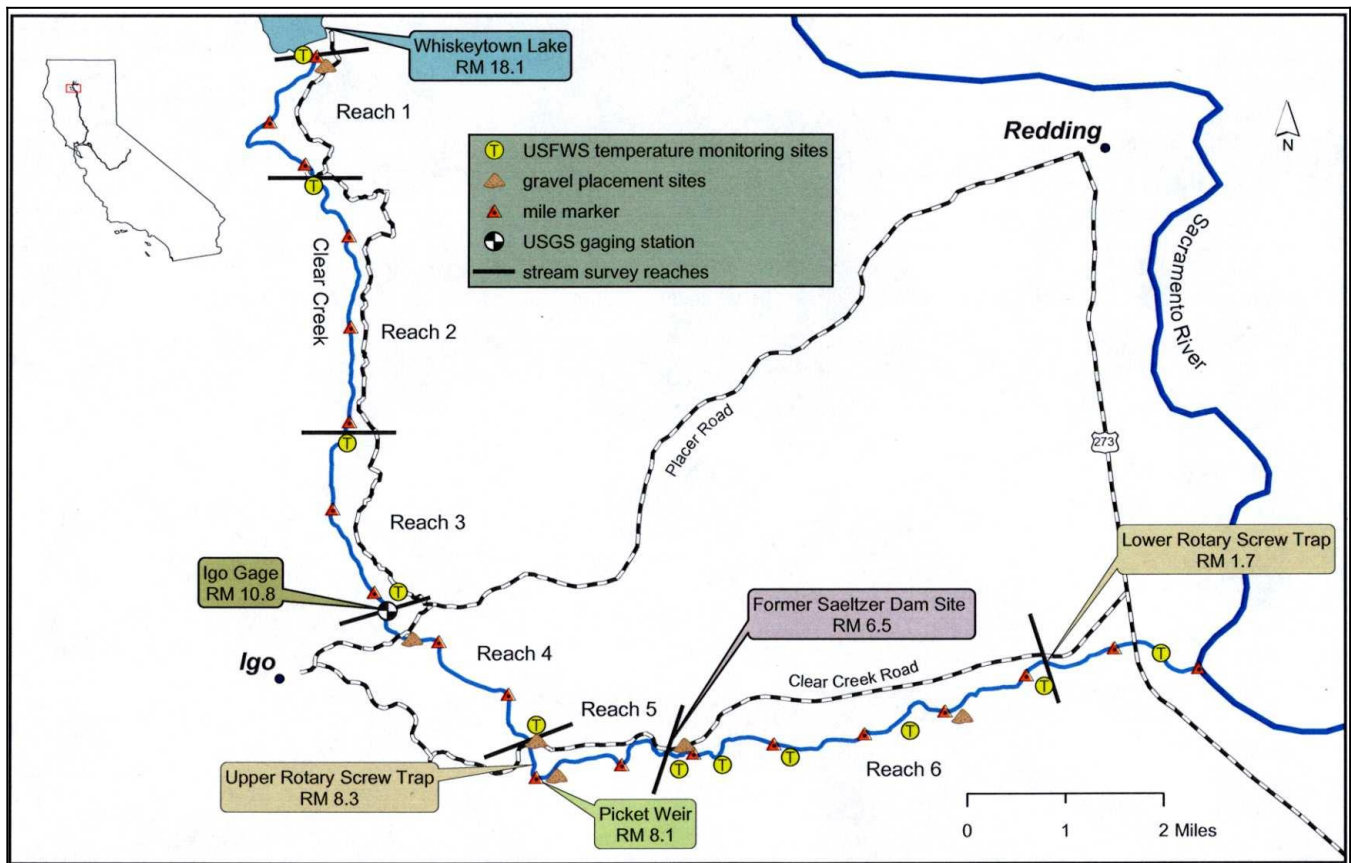 Whiskeytown Lake
RM 18.1
Reach 1
USFWS temperature monitoring sites
gravel placement sites
mile marker
USGS gaging station
stream survey reaches
T
T
T
Redding
N
Clear Creek
Reach 2
Sacramento River
Placer Road
273
T
Reach 3
Lower Rotary Screw Trap
RM 1.7
Igo Gage
RM 10.8
T
Former Saeltzer Dam Site
RM 6.5
Igo
Reach 4
Clear Creek Road
T
T
Reach 5
T
T
T
T
T
Reach 6
Upper Rotary Screw Trap
RM 8.3
Picket Weir
RM 8.1
0 1 2 Miles